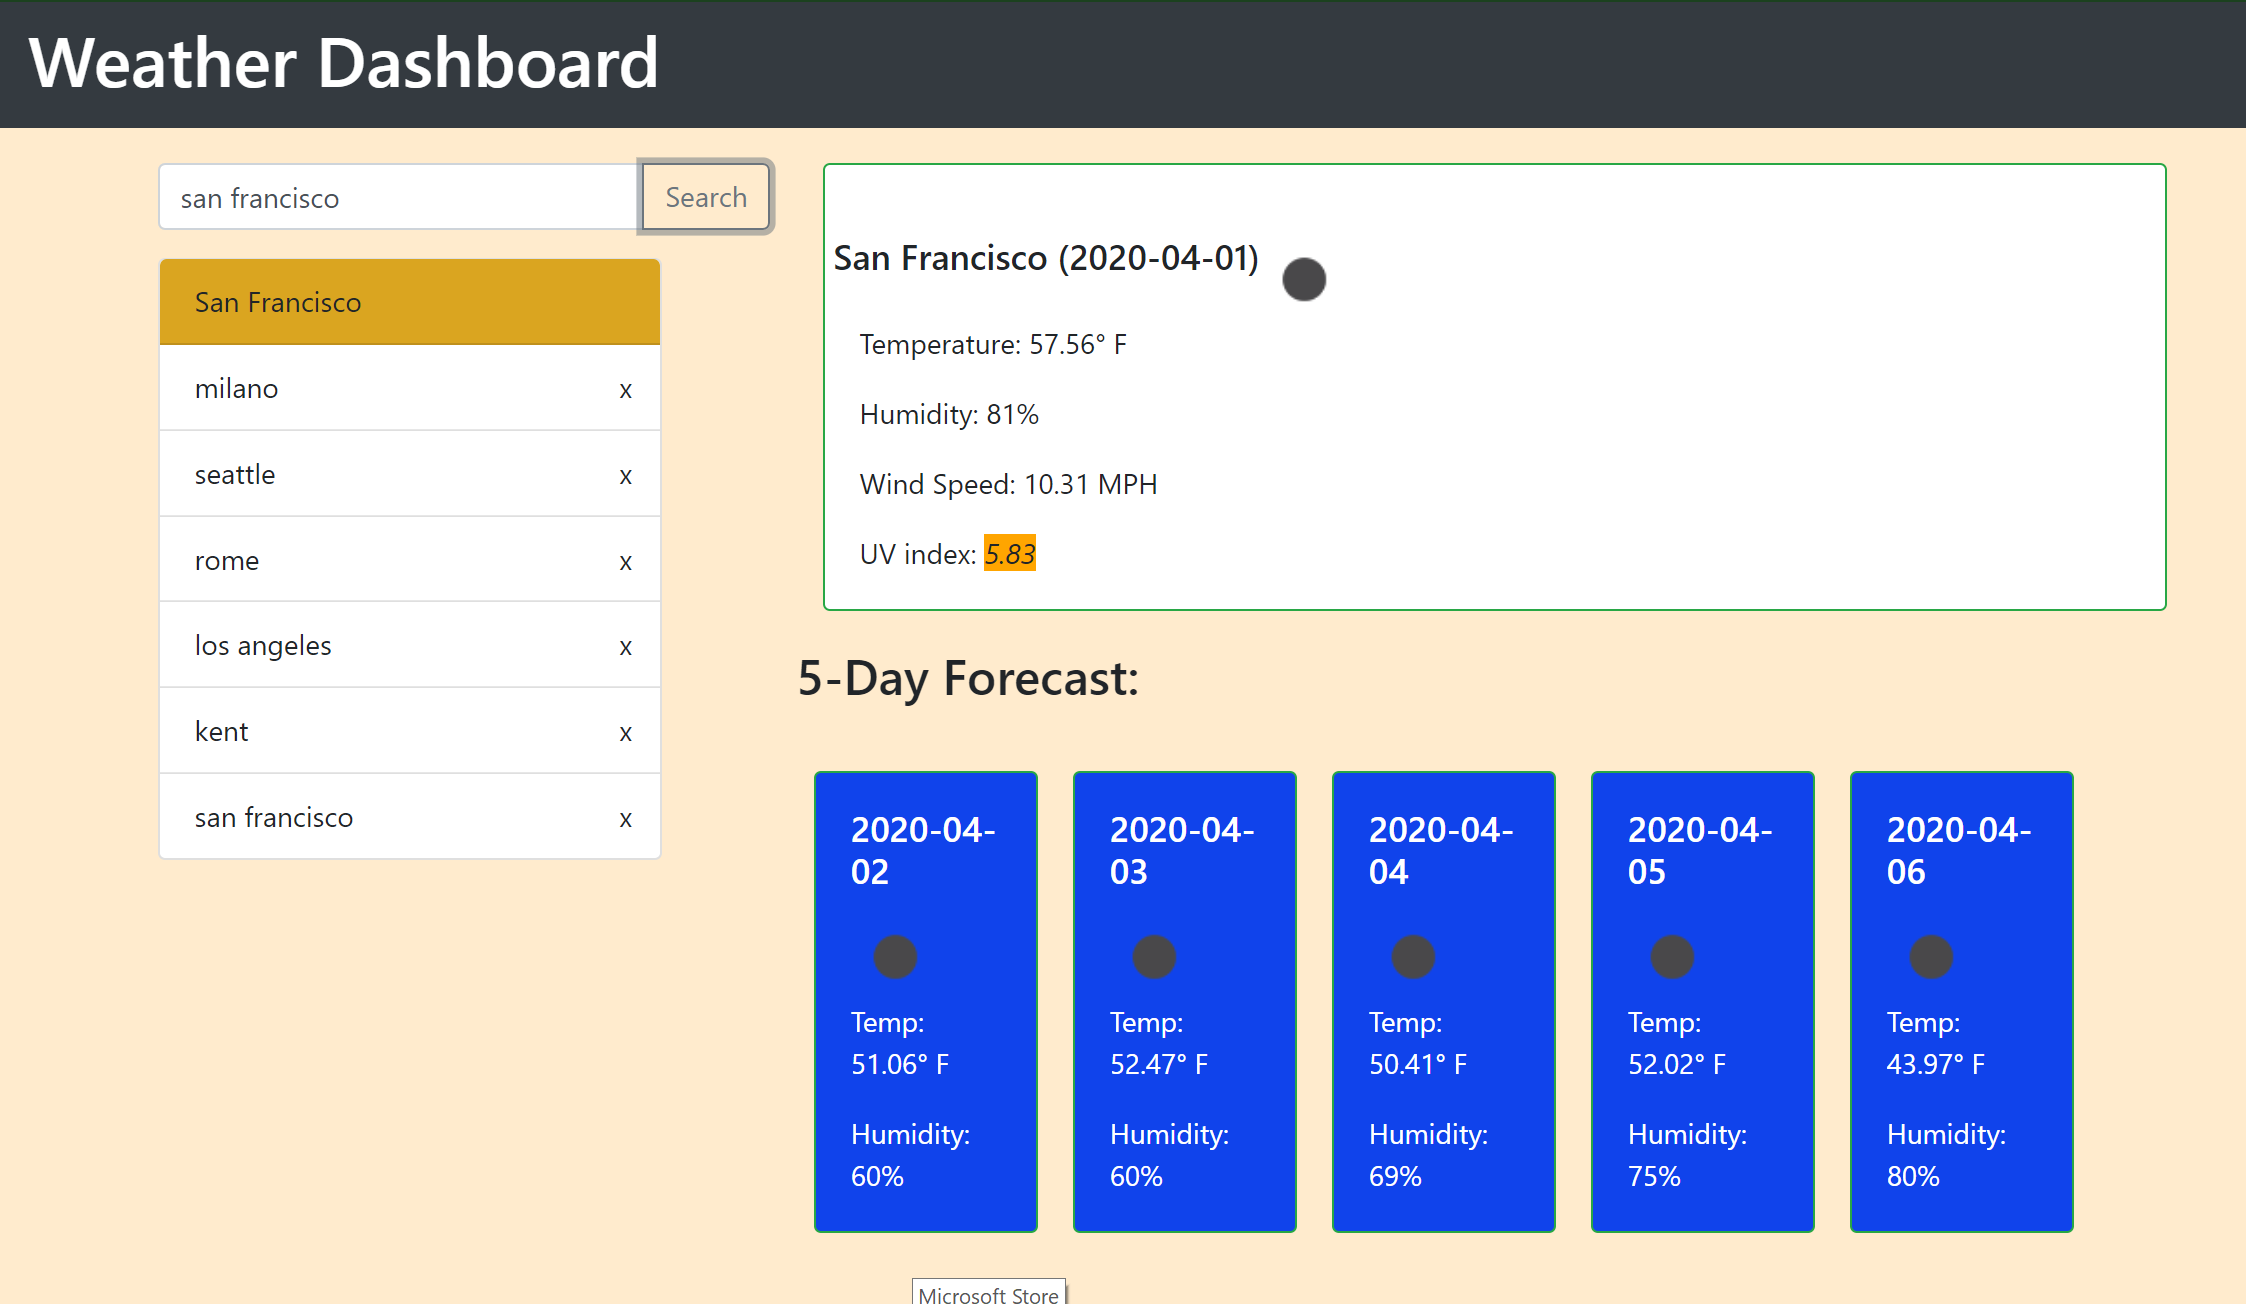 Weather Dashboard
san francisco
Search
San Francisco
milano x
seattle x
rome x
los angeles x
kent x
san francisco x
San Francisco (2020-04-01)
Temperature: 57.56° F
Humidity: 81%
Wind Speed: 10.31 MPH
UV index: 5.83
5-Day Forecast:
2020-04-
02
Temp:
51.06° F
Humidity:
60%
2020-04-
03
Temp:
52.47° F
Humidity:
60%
2020-04-
04
Temp:
50.41° F
Humidity:
69%
2020-04-
05
Temp:
52.02° F
Humidity:
75%
2020-04-
06
Temp:
43.97° F
Humidity:
80%
Microsoft Store